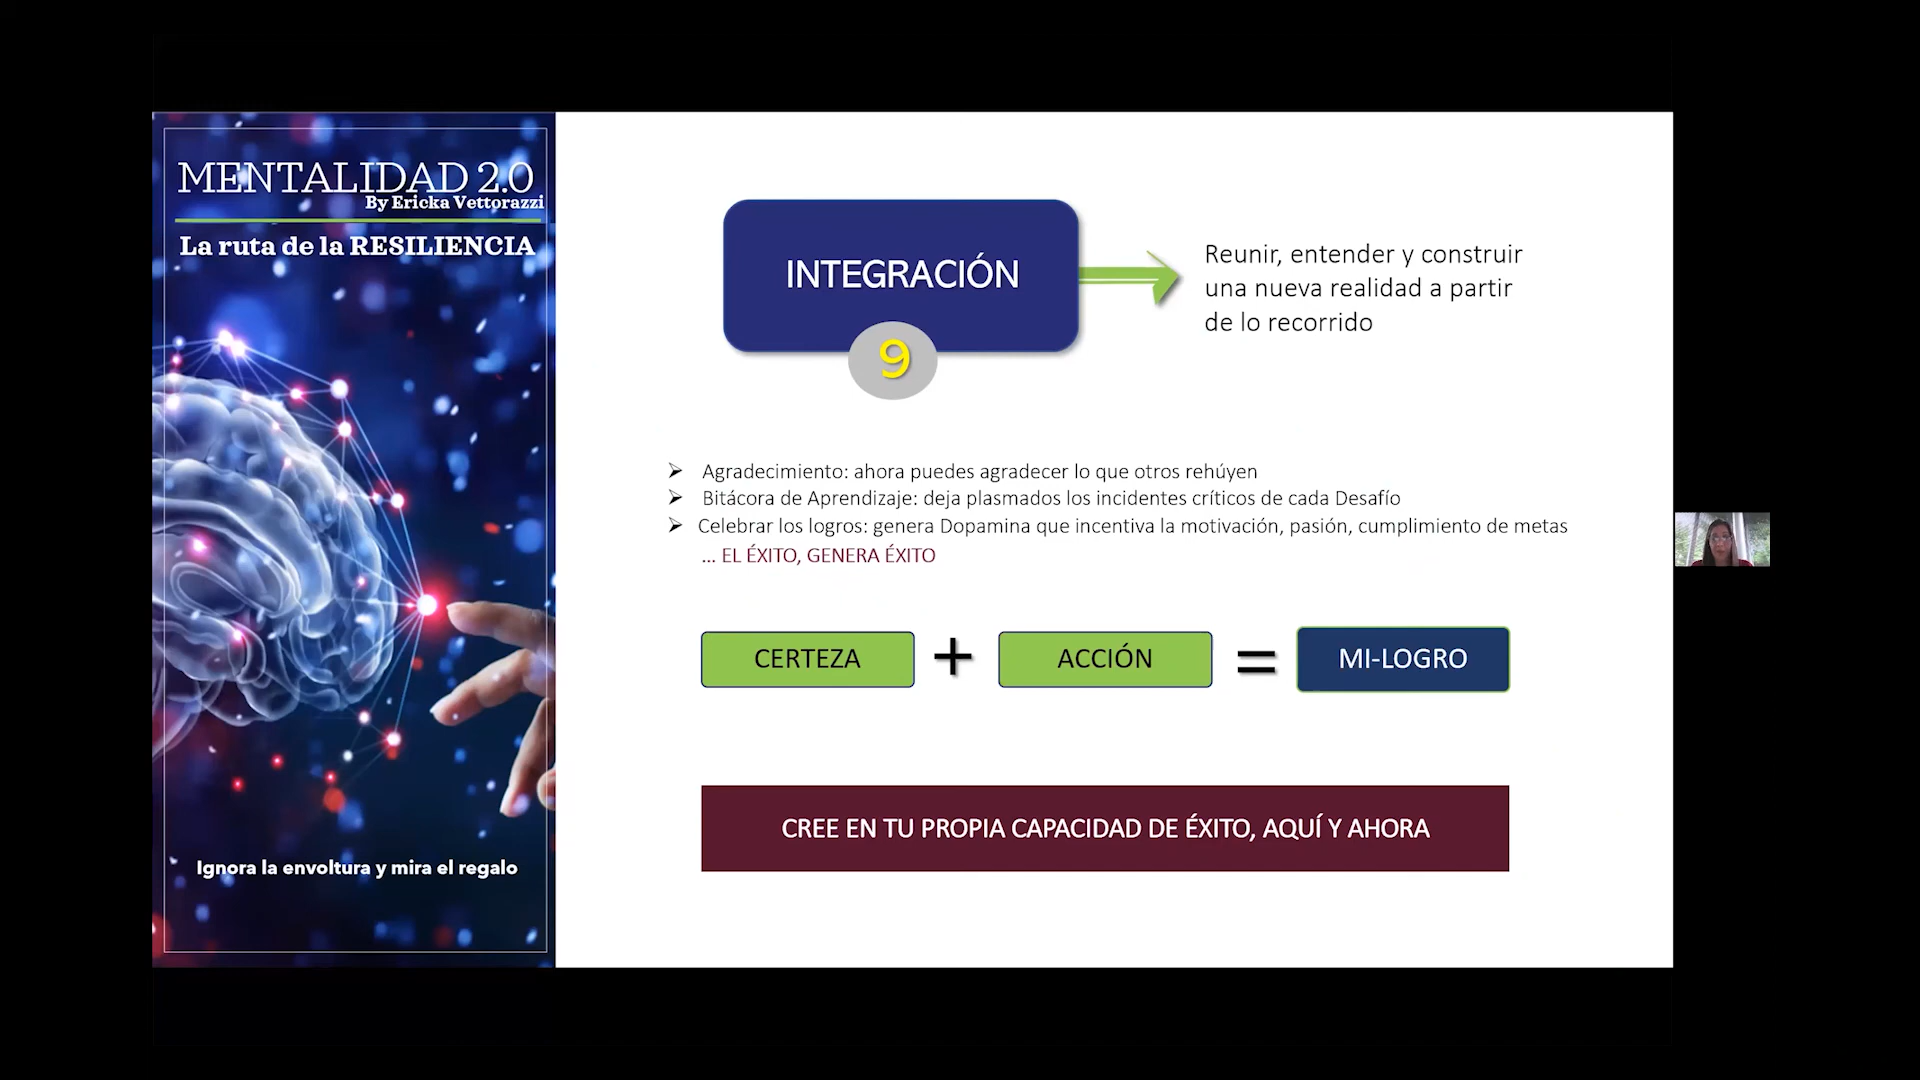 MENTALIDAD 2.0
By Ericka Vettorazzi
La ruta de la RESILIENCIA
Ignora la envoltura y mira el regalo
INTEGRACIÓN
9
Reunir, entender y construir
una nueva realidad a partir
de lo recorrido
➢ Agradecimiento: ahora puedes agradecer lo que otros rehúyen
➢ Bitácora de Aprendizaje: deja plasmados los incidentes críticos de cada Desafío
➢ Celebrar los logros: genera Dopamina que incentiva la motivación, pasión, cumplimiento de metas
... EL ÉXITO, GENERA ÉXITO
CERTEZA + ACCIÓN = MI-LOGRO
CREE EN TU PROPIA CAPACIDAD DE ÉXITO, AQUÍ Y AHORA